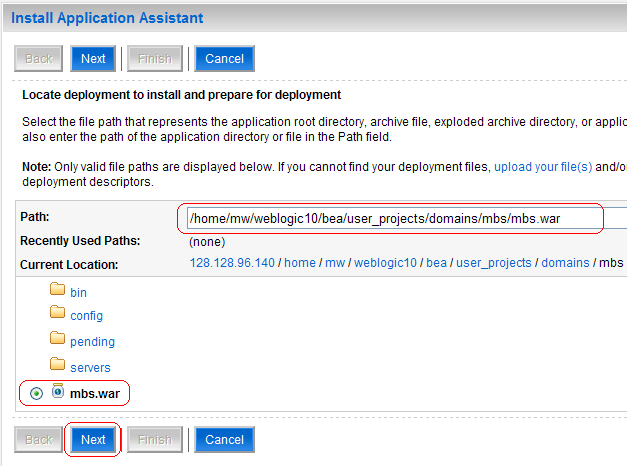 Install Application Assistant
Back Next Finish Cancel
Locate deployment to install and prepare for deployment
Select the file path that represents the application root directory, archive file, exploded archive directory, or applic
also enter the path of the application directory or file in the Path field.
Note: Only valid file paths are displayed below. If you cannot find your deployment files, upload your file(s) and/o
deployment descriptors.
Path: /home/mw/weblogic10/bea/user_projects/domains/mbs/mbs.war
Recently Used Paths: (none)
Current Location: 128.128.96.140 / home / mw / weblogic10 / bea / user_projects / domains / mbs
bin
config
pending
servers
mbs.war
Back Next Finish Cancel